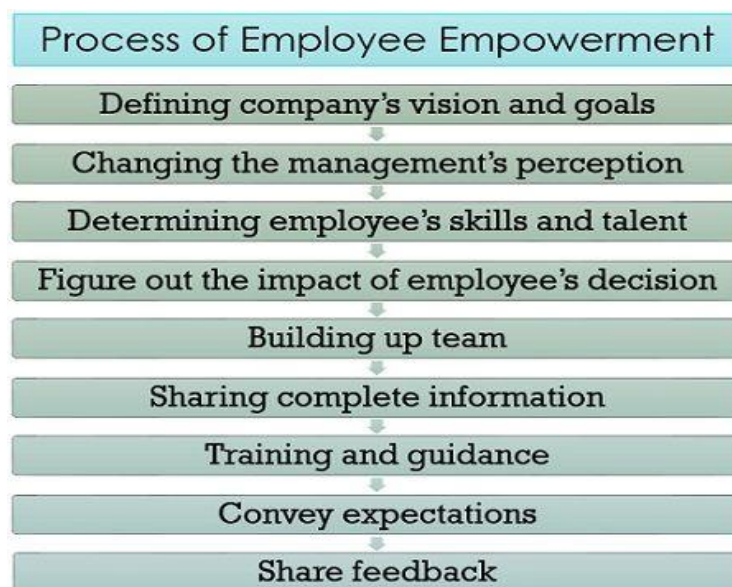 Process of Employee Empowerment
Defining company's vision and goals
Changing the management's perception
Determining employee's skills and talent
Figure out the impact of employee's decision
Building up team
Sharing complete information
Training and guidance
Convey expectations
Share feedback